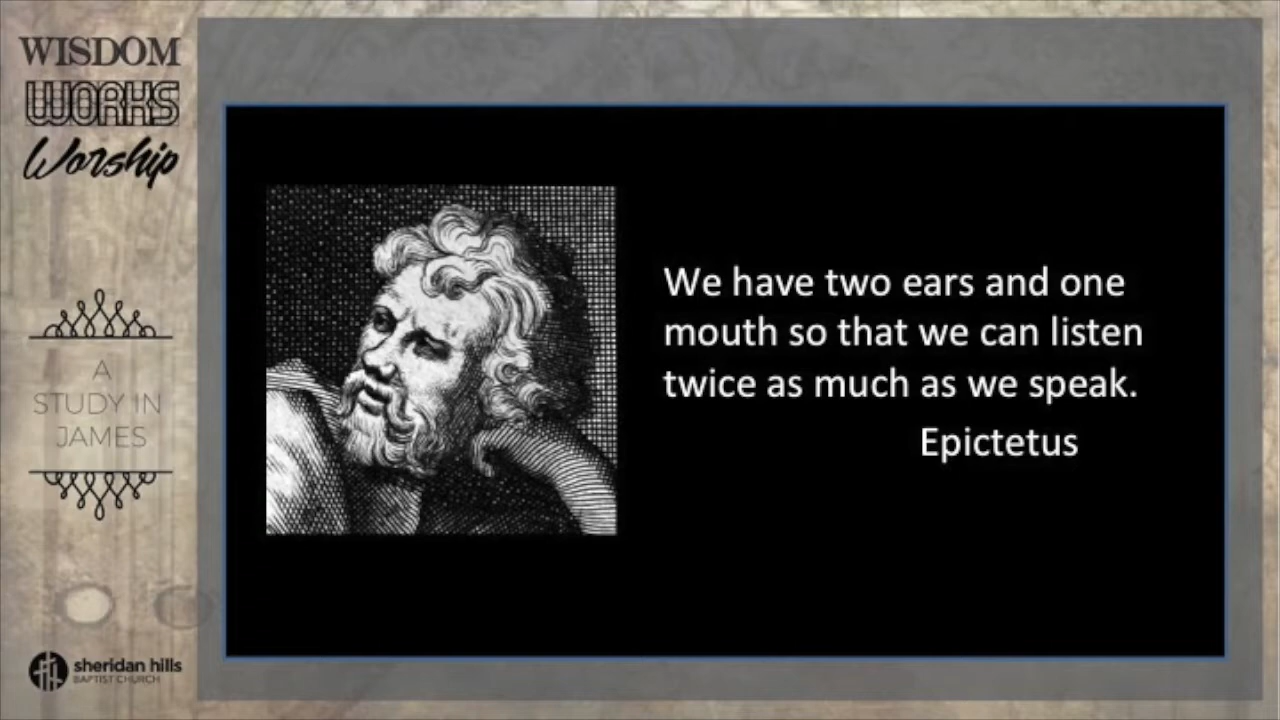 WISDOM
WORKS
Worship
A
STUDY IN
JAMES
sheridan hills
BAPTIST CHURCH
We have two ears and one
mouth so that we can listen
twice as much as we speak.
Epictetus